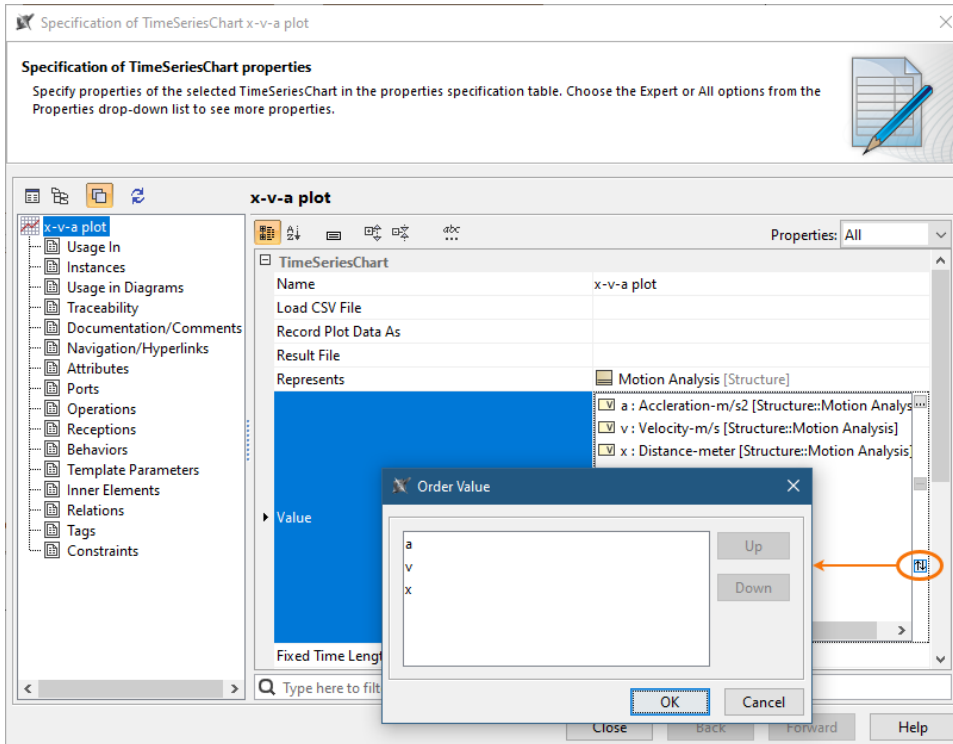 Specification of TimeSeriesChart x-v-a plot
Specification of TimeSeriesChart properties
Specify properties of the selected TimeSeriesChart in the properties specification table. Choose the Expert or All options from the
Properties drop-down list to see more properties.
x-v-a plot
Properties: All
x-v-a plot
Usage In
Instances
Usage in Diagrams
Traceability
Documentation/Comments
Navigation/Hyperlinks
Attributes
Ports
Operations
Receptions
Behaviors
Template Parameters
Inner Elements
Relations
Tags
Constraints
TimeSeriesChart
Name x-v-a plot
Load CSV File
Record Plot Data As
Result File
Represents Motion Analysis [Structure]
Value
a : Accleration-m/s2 [Structure::Motion Analys
v : Velocity-m/s [Structure::Motion Analysis]
x : Distance-meter [Structure::Motion Analysis]
Order Value
a
v
x
Up
Down
OK Cancel
Fixed Time Lengt
Type here to filt
Close Back Forward Help